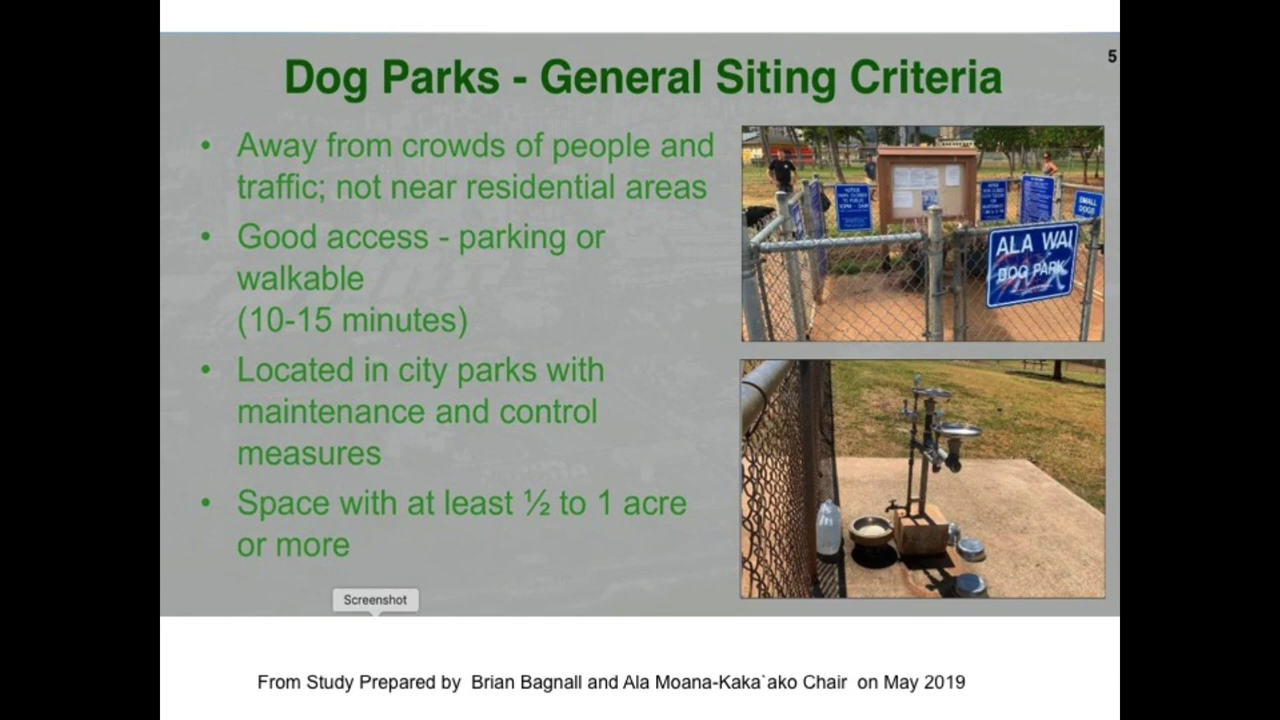 5
Dog Parks - General Siting Criteria
• Away from crowds of people and
traffic; not near residential areas
• Good access - parking or
walkable
(10-15 minutes)
• Located in city parks with
maintenance and control
measures
• Space with at least ½ to 1 acre
or more
NOTICE
SMALL
DOGS
ALA WAI
DOG PARK
Screenshot
From Study Prepared by Brian Bagnall and Ala Moana-Kaka`ako Chair on May 2019